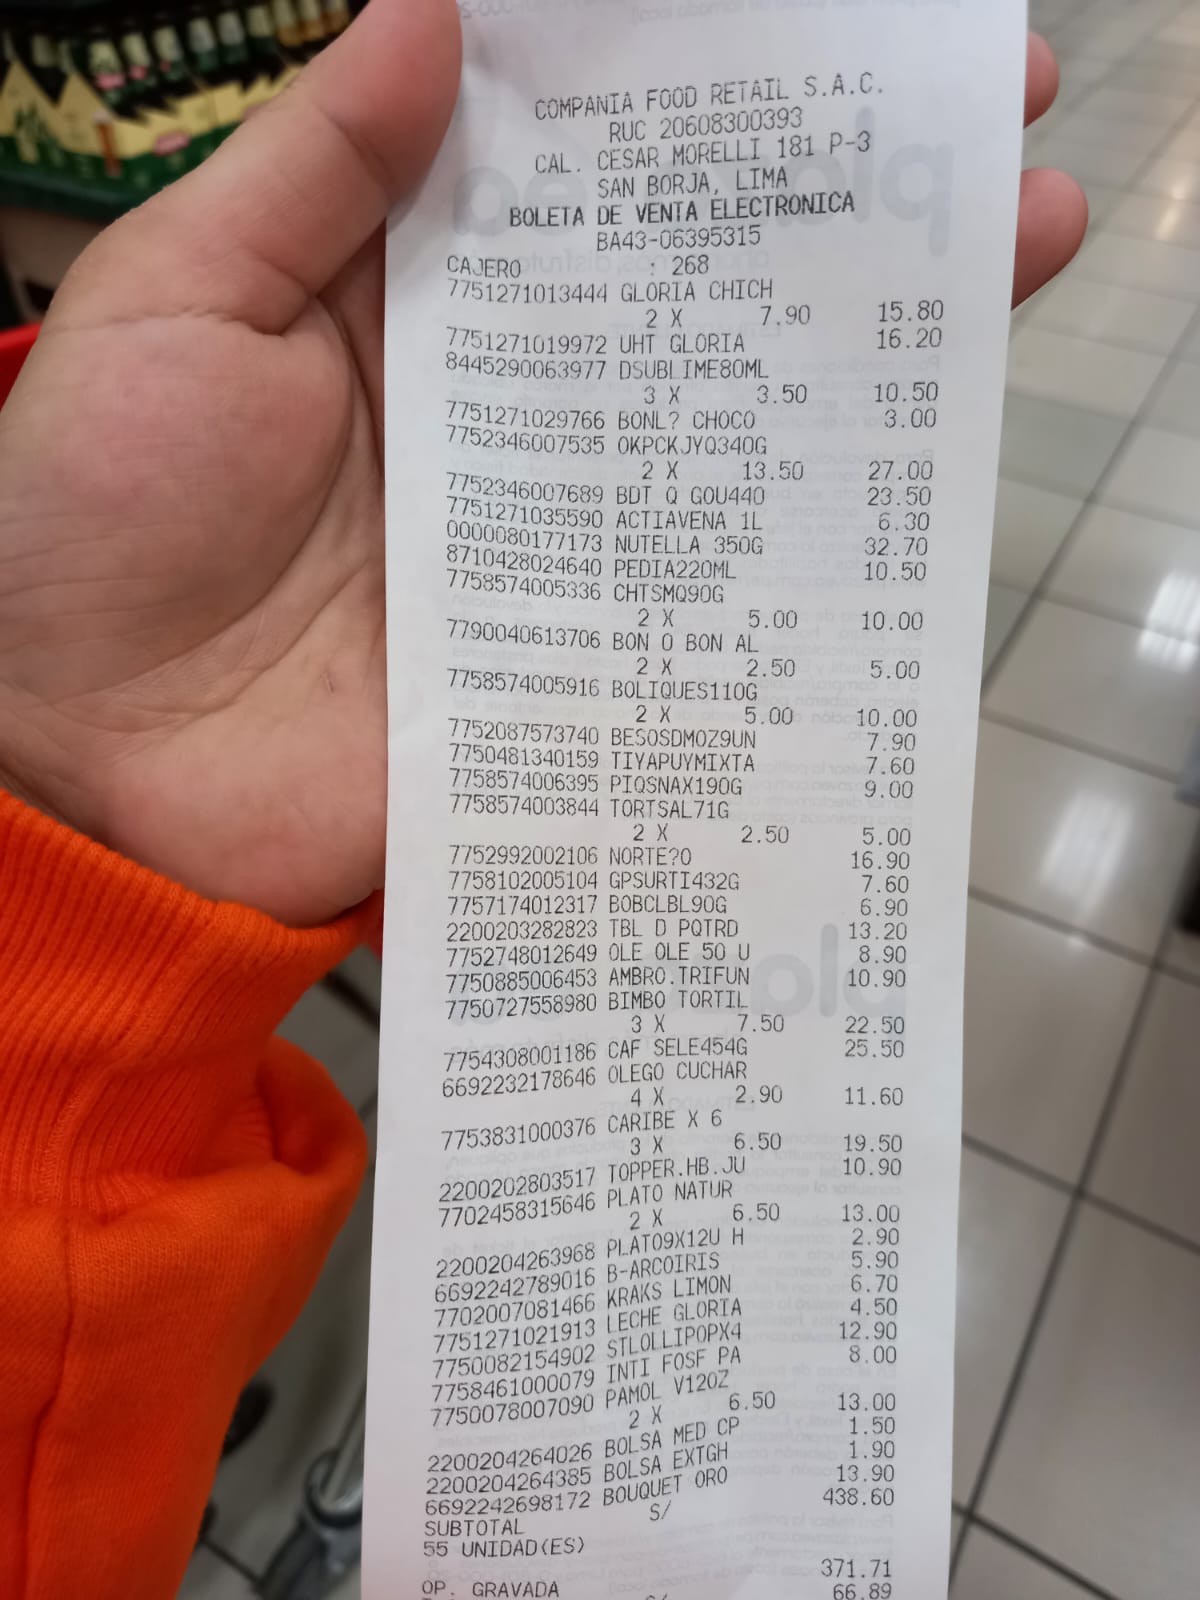 COMPANIA FOOD RETAIL S.A.C.
RUC 20608300393
CAL. CESAR MORELLI 181 P-3
SAN BORJA, LIMA
BOLETA DE VENTA ELECTRONICA
BA43-06395315
CAJERO : 268
7751271013444 GLORIA CHICH
2 X 7.90 15.80
7751271019972 UHT GLORIA 16.20
8445290063977 DSUBLIME80ML
3 X 3.50 10.50
7751271029766 BONL? CHOCO 3.00
7752346007535 OKPCKJYQ340G
2 X 13.50 27.00
7752346007689 BDT Q GOU440 23.50
7751271035590 ACTIAVENA 1L 6.30
0000080177173 NUTELLA 350G 32.70
8710428024640 PEDIA220ML 10.50
7758574005336 CHTSMQ90G
2 X 5.00 10.00
7790040613706 BON O BON AL
2 X 2.50 5.00
7758574005916 BOLIQUES110G
2 X 5.00 10.00
7752087573740 BESOSDMOZ9UN 7.90
7750481340159 TIYAPUYMIXTA 7.60
7758574006395 PIQSNAX190G 9.00
7758574003844 TORTSAL71G
2 X 2.50 5.00
7752992002106 NORTE?O 16.90
7758102005104 GPSURTI432G 7.60
7757174012317 BOBCLBL90G 6.90
2200203282823 TBL D PQTRD 13.20
7752748012649 OLE OLE 50 U 8.90
7750885006453 AMBRO.TRIFUN 10.90
7750727558980 BIMBO TORTIL
3 X 7.50 22.50
7754308001186 CAF SELE454G 25.50
6692232178646 OLEGO CUCHAR
4 X 2.90 11.60
7753831000376 CARIBE X 6
3 X 6.50 19.50
2200202803517 TOPPER.HB.JU 10.90
7702458315646 PLATO NATUR
2 X 6.50 13.00
2200204263968 PLATO9X12U H 2.90
6692242789016 B-ARCOIRIS 5.90
7702007081466 KRAKS LIMON 6.70
7751271021913 LECHE GLORIA 4.50
7750082154902 STLOLLIPOPX4 12.90
7758461000079 INTI FOSF PA 8.00
7750078007090 PAMOL V120Z
2 X 6.50 13.00
2200204264026 BOLSA MED CP 1.50
2200204264385 BOLSA EXTGH 1.90
6692242698172 BOUQUET ORO 13.90
SUBTOTAL S/ 438.60
55 UNIDAD(ES)
OP. GRAVADA 371.71
66.89